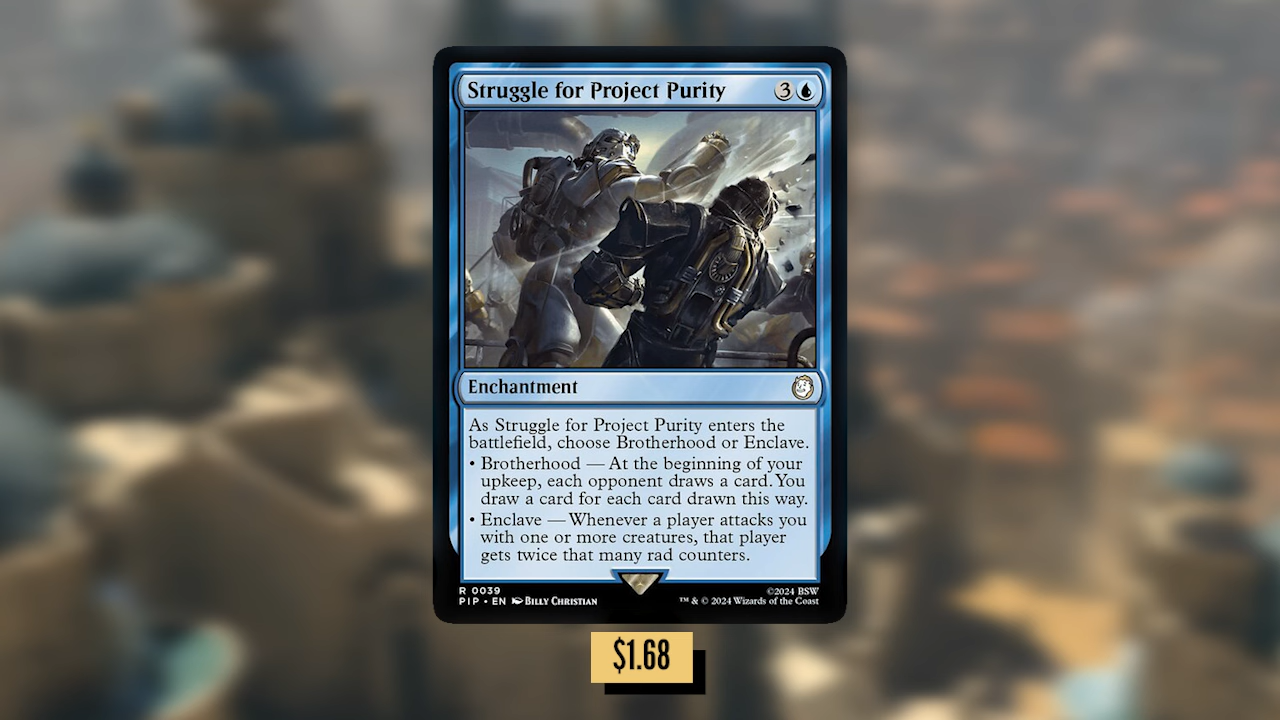 Struggle for Project Purity 3
Enchantment
As Struggle for Project Purity enters the
battlefield, choose Brotherhood or Enclave.
• Brotherhood — At the beginning of your
upkeep, each opponent draws a card. You
draw a card for each card drawn this way.
• Enclave — Whenever a player attacks you
with one or more creatures, that player
gets twice that many rad counters.
R 0039
PIP • EN Billy Christian
©2024 BSW
™ & © 2024 Wizards of the Coast
$1.68